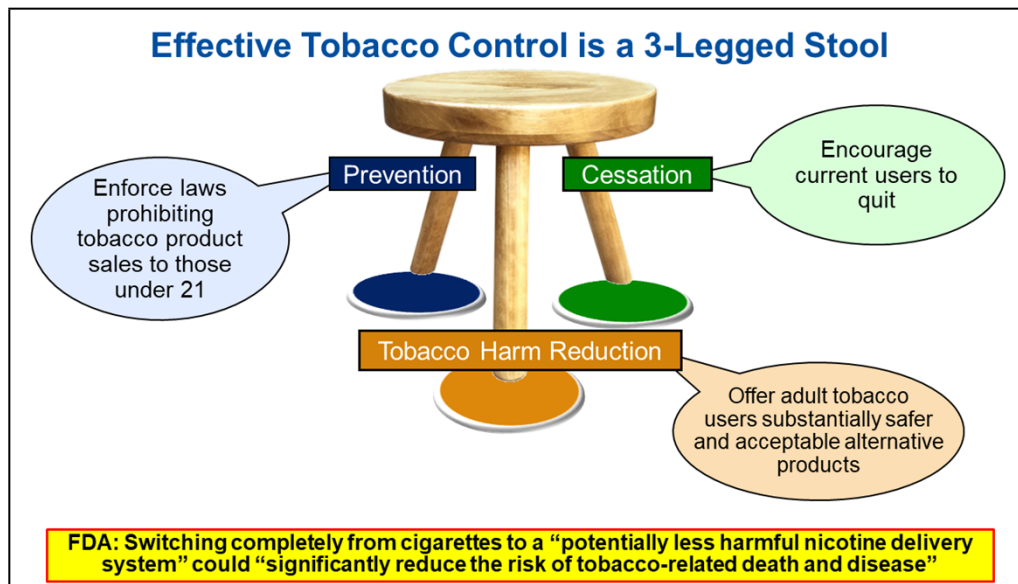 Effective Tobacco Control is a 3-Legged Stool
Prevention
Cessation
Enforce laws
prohibiting
tobacco product
sales to those
under 21
Encourage
current users to
quit
Tobacco Harm Reduction
Offer adult tobacco
users substantially safer
and acceptable alternative
products
FDA: Switching completely from cigarettes to a “potentially less harmful nicotine delivery
system” could “significantly reduce the risk of tobacco-related death and disease”